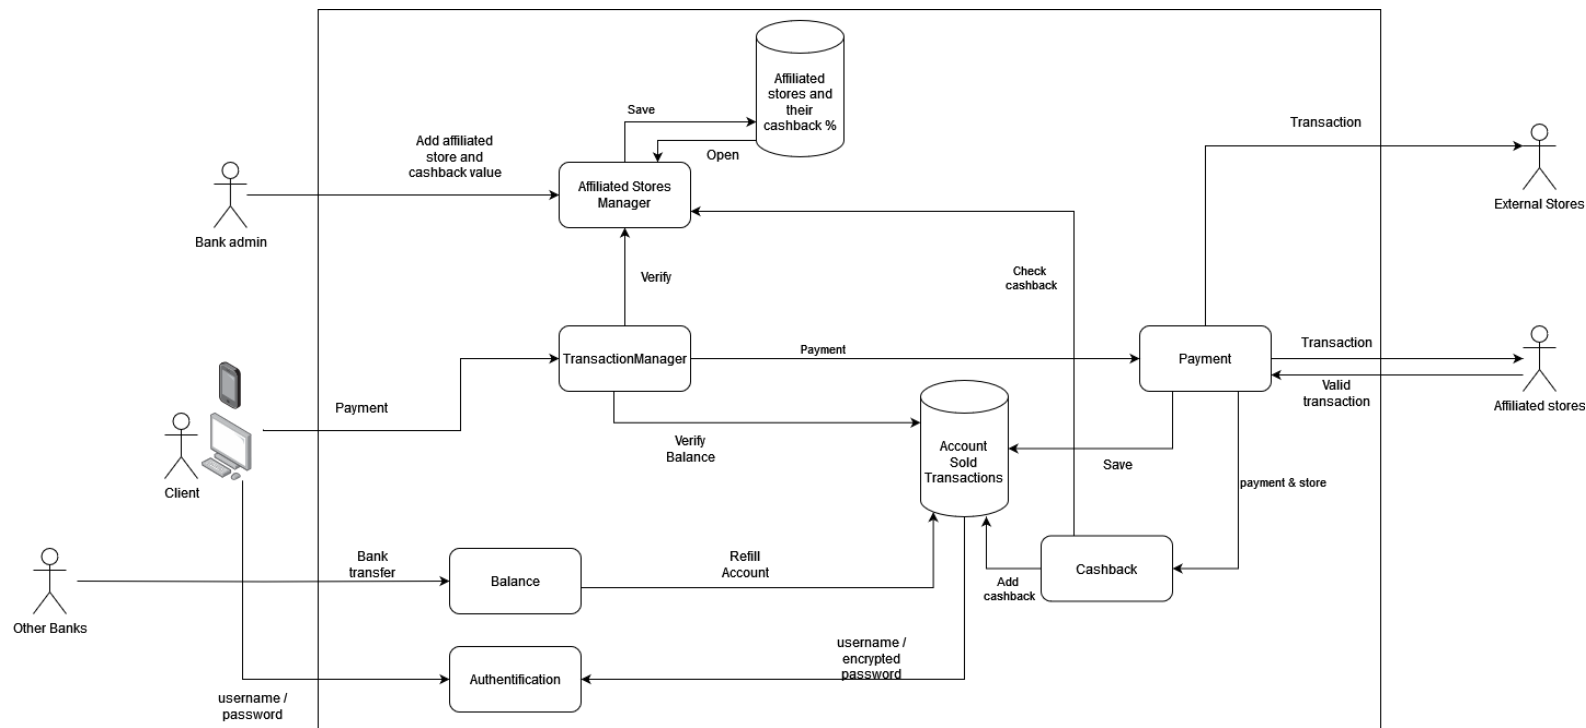 Affiliated
stores and
their
cashback %
Save
Open
Add affiliated
store and
cashback value
Affiliated Stores
Manager
Bank admin
Transaction
External Stores
Verify
Check
cashback
TransactionManager
Payment
Payment
Transaction
Valid
transaction
Affiliated stores
Payment
Client
Verify
Balance
Account
Sold
Transactions
Save
payment & store
Bank
transfer
Balance
Refill
Account
Add
cashback
Cashback
Other Banks
username /
password
Authentification
username /
encrypted
password